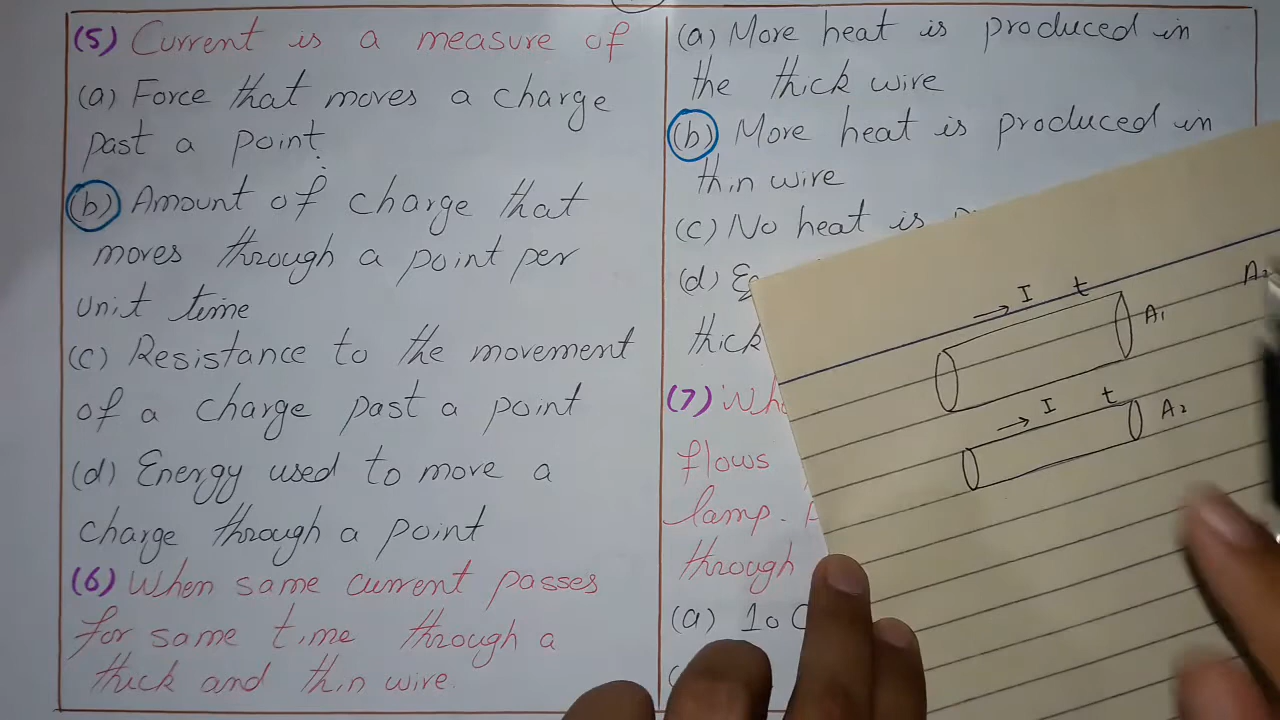 (5) Current is a measure of
(a) Force that moves a charge
past a point.
(b) Amount of charge that
moves through a point per
unit time
(c) Resistance to the movement
of a charge past a point
(d) Energy used to move a
charge through a point
(6) When same current passes
for same time through a
thick and thin wire.
(a) More heat is produced in
the thick wire
(b) More heat is produced in
thin wire
(c) No heat is
(d)
thick
(7)
flows
lamp.
through
(a) 10 C
I t
A1
A2
I t
A2